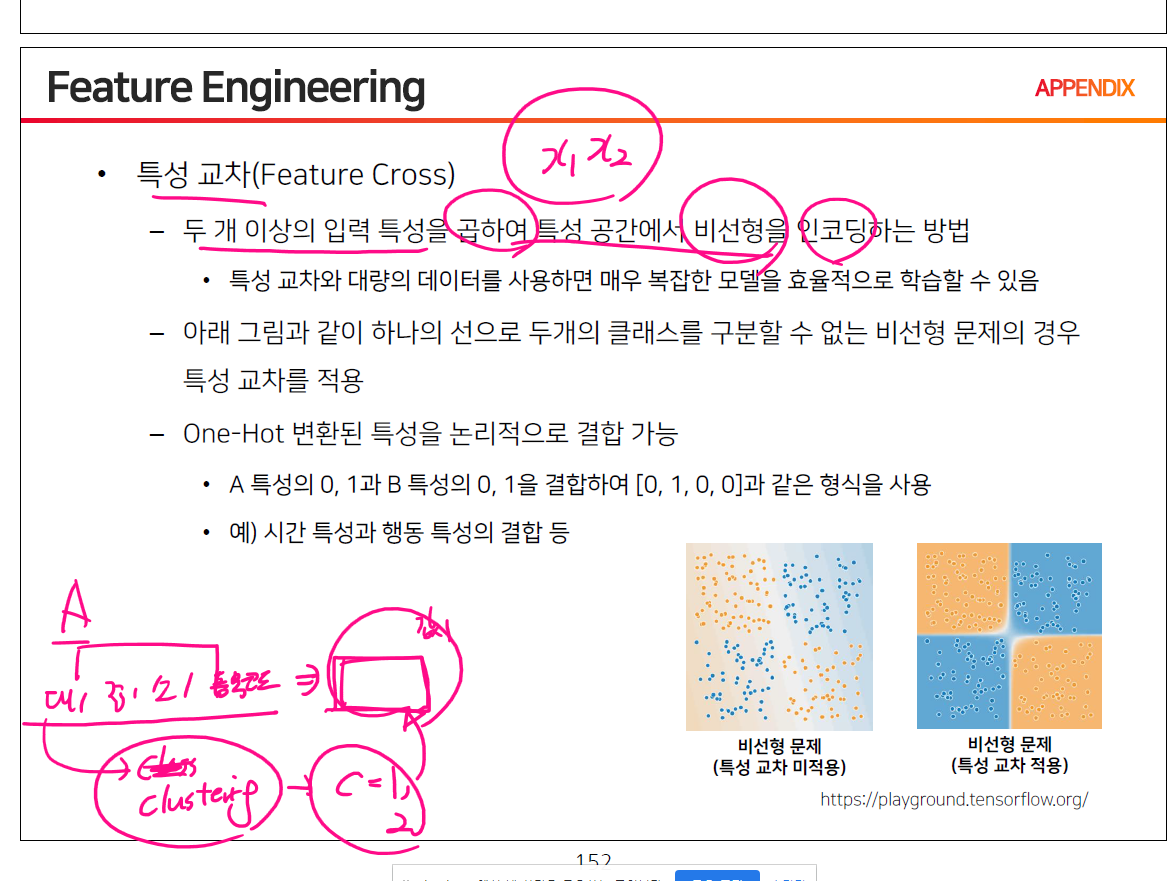 Feature Engineering
APPENDIX
x₁ x₂
• 특성 교차(Feature Cross)
– 두 개 이상의 입력 특성을 곱하여 특성 공간에서 비선형을 인코딩하는 방법
• 특성 교차와 대량의 데이터를 사용하면 매우 복잡한 모델을 효율적으로 학습할 수 있음
– 아래 그림과 같이 하나의 선으로 두개의 클래스를 구분할 수 없는 비선형 문제의 경우
특성 교차를 적용
– One-Hot 변환된 특성을 논리적으로 결합 가능
• A 특성의 0, 1과 B 특성의 0, 1을 결합하여 [0, 1, 0, 0]과 같은 형식을 사용
• 예) 시간 특성과 행동 특성의 결합 등
A
clustering
C = 1,
2
비선형 문제
(특성 교차 미적용)
비선형 문제
(특성 교차 적용)
https://playground.tensorflow.org/
152